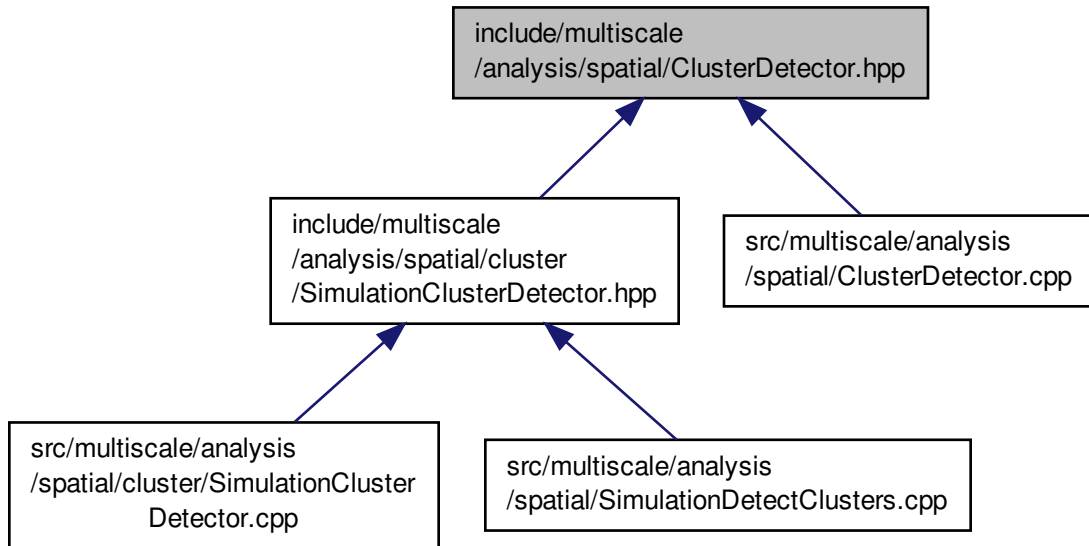 include/multiscale
/analysis/spatial/ClusterDetector.hpp
include/multiscale
/analysis/spatial/cluster
/SimulationClusterDetector.hpp
src/multiscale/analysis
/spatial/ClusterDetector.cpp
src/multiscale/analysis
/spatial/cluster/SimulationCluster
Detector.cpp
src/multiscale/analysis
/spatial/SimulationDetectClusters.cpp